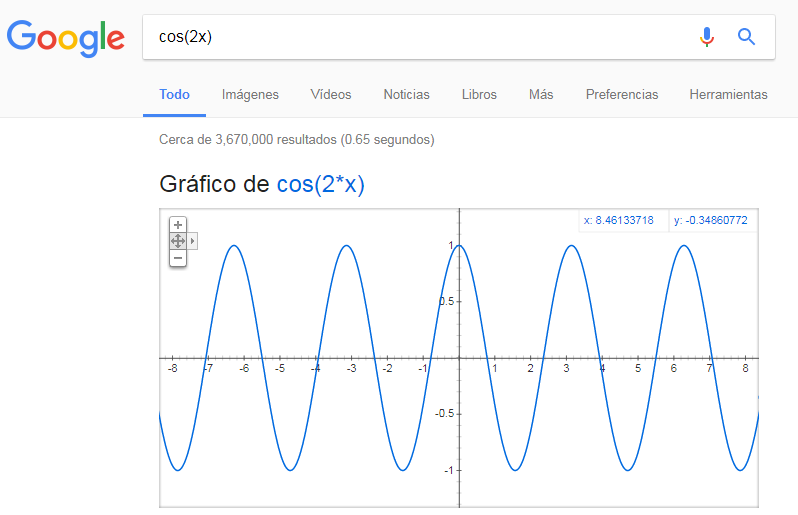 Google
cos(2x)
Todo Imágenes Vídeos Noticias Libros Más Preferencias Herramientas
Cerca de 3,670,000 resultados (0.65 segundos)
Gráfico de cos(2*x)
x: 8.46133718 y: -0.34860772
1
0.5
-8 -7 -6 -5 -4 -3 -2 -1 1 2 3 4 5 6 7 8
-0.5
-1